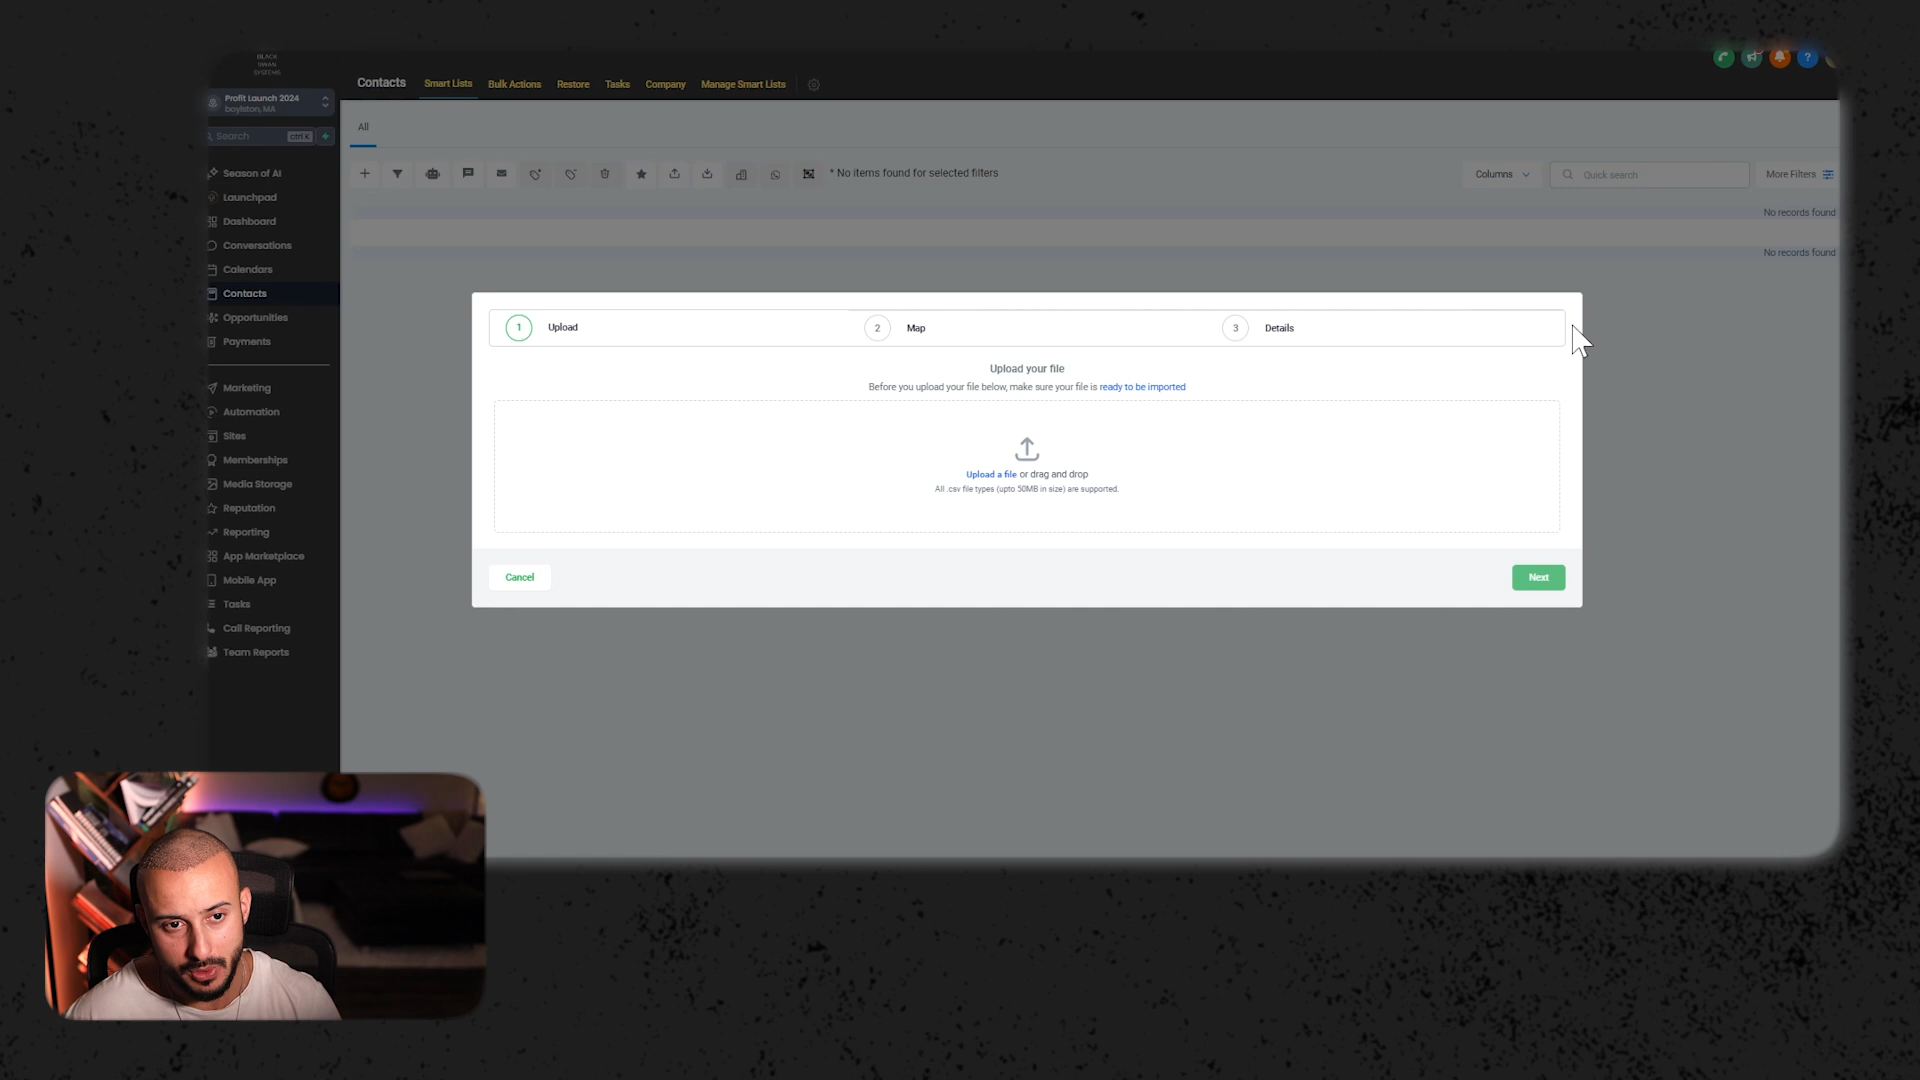 BLACK
SWAN
SYSTEMS
Profit Launch 2024
boylston, MA
Search
ctrl K
Season of AI
Launchpad
Dashboard
Conversations
Calendars
Contacts
Opportunities
Payments
Marketing
Automation
Sites
Memberships
Media Storage
Reputation
Reporting
App Marketplace
Mobile App
Tasks
Call Reporting
Team Reports
Contacts
Smart Lists
Bulk Actions
Restore
Tasks
Company
Manage Smart Lists
?
All
* No items found for selected filters
Columns
Quick search
More Filters
No records found
No records found
1 Upload
2 Map
3 Details
Upload your file
Before you upload your file below, make sure your file is ready to be imported
Upload a file or drag and drop
All .csv file types (upto 50MB in size) are supported.
Cancel
Next